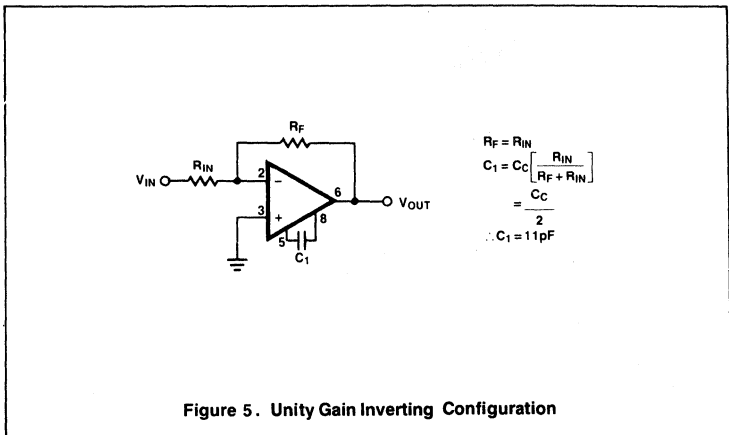 RF
RIN
VIN
2
−
6
VOUT
3
+
8
5
C1
RF = RIN
C1 = CC[RIN / RF + RIN]
= CC / 2
∴C1 = 11pF
Figure 5. Unity Gain Inverting Configuration